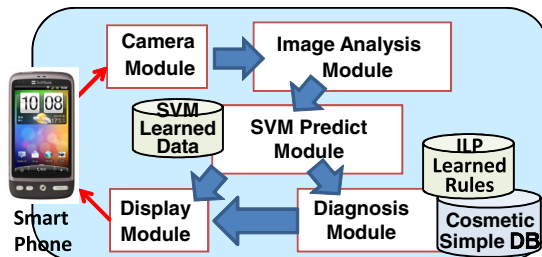 Camera
Module
Image Analysis
Module
SoftBank
10 08
SVM
Learned
Data
SVM Predict
Module
ILP
Learned
Rules
Smart
Phone
Display
Module
Diagnosis
Module
Cosmetic
Simple DB